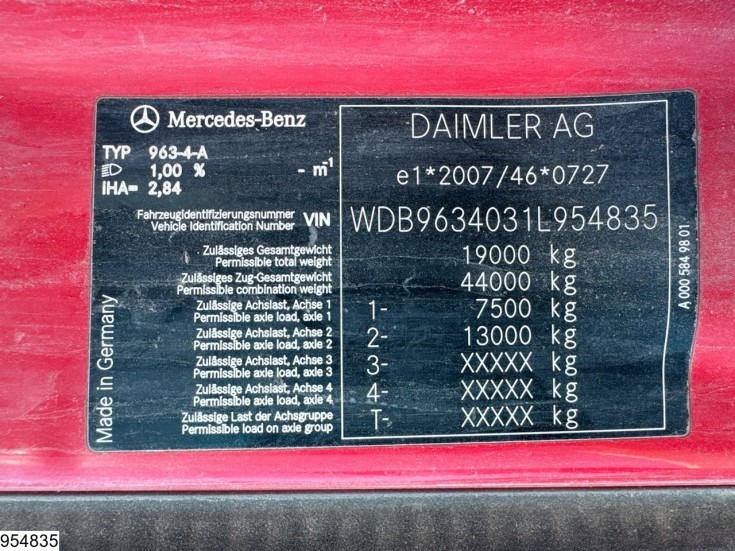 Mercedes-Benz
TYP 963-4-A
1,00 % - m⁻¹
IHA= 2,84
DAIMLER AG
e1*2007/46*0727
Fahrzeugidentifizierungsnummer
Vehicle Identification Number
VIN WDB9634031L954835
Zulässiges Gesamtgewicht
Permissible total weight
19000 kg
Zulässiges Zug-Gesamtgewicht
Permissible combination weight
44000 kg
Zulässige Achslast, Achse 1
Permissible axle load, axle 1
1- 7500 kg
Zulässige Achslast, Achse 2
Permissible axle load, axle 2
2- 13000 kg
Zulässige Achslast, Achse 3
Permissible axle load, axle 3
3- XXXXX kg
Zulässige Achslast, Achse 4
Permissible axle load, axle 4
4- XXXXX kg
Zulässige Last der Achsgruppe
Permissible load on axle group
T- XXXXX kg
Made in Germany
A 000 584 98 01
954835